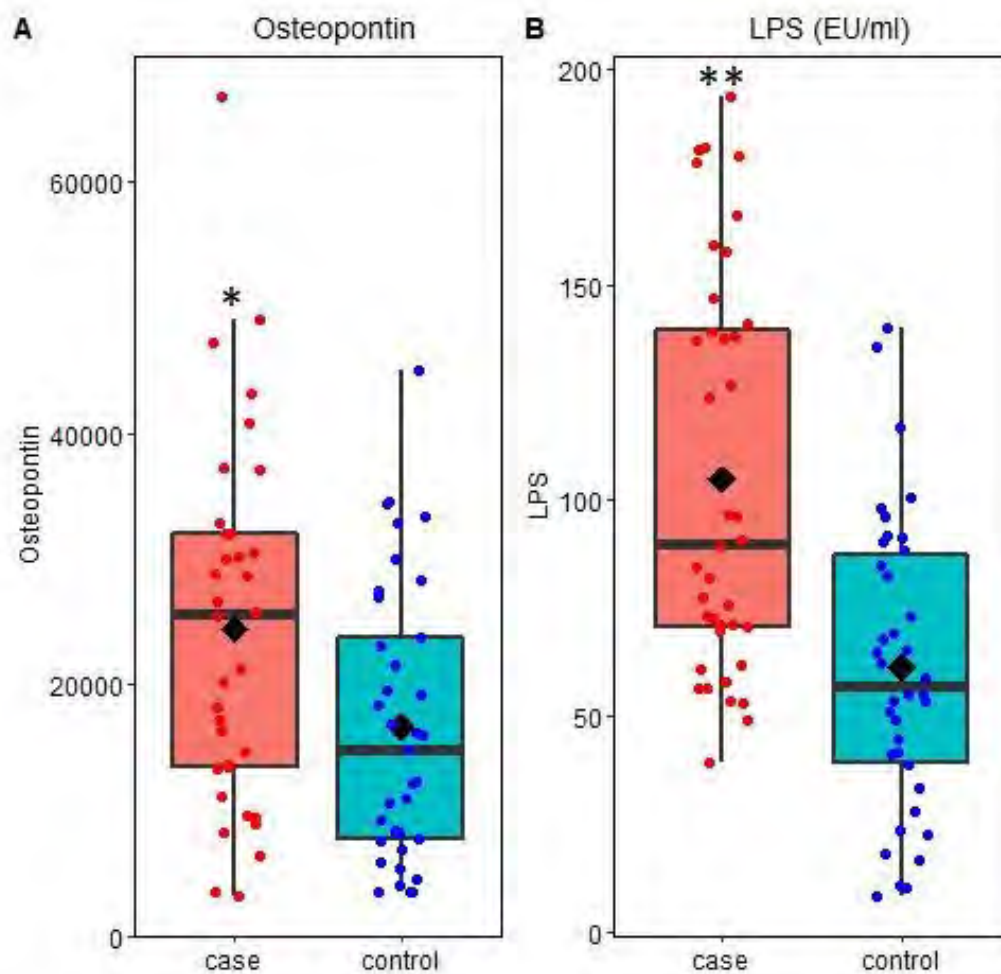 A
Osteopontin
Osteopontin
60000
40000
20000
0
*
case
control
B
LPS (EU/ml)
LPS
200
150
100
50
0
**
case
control